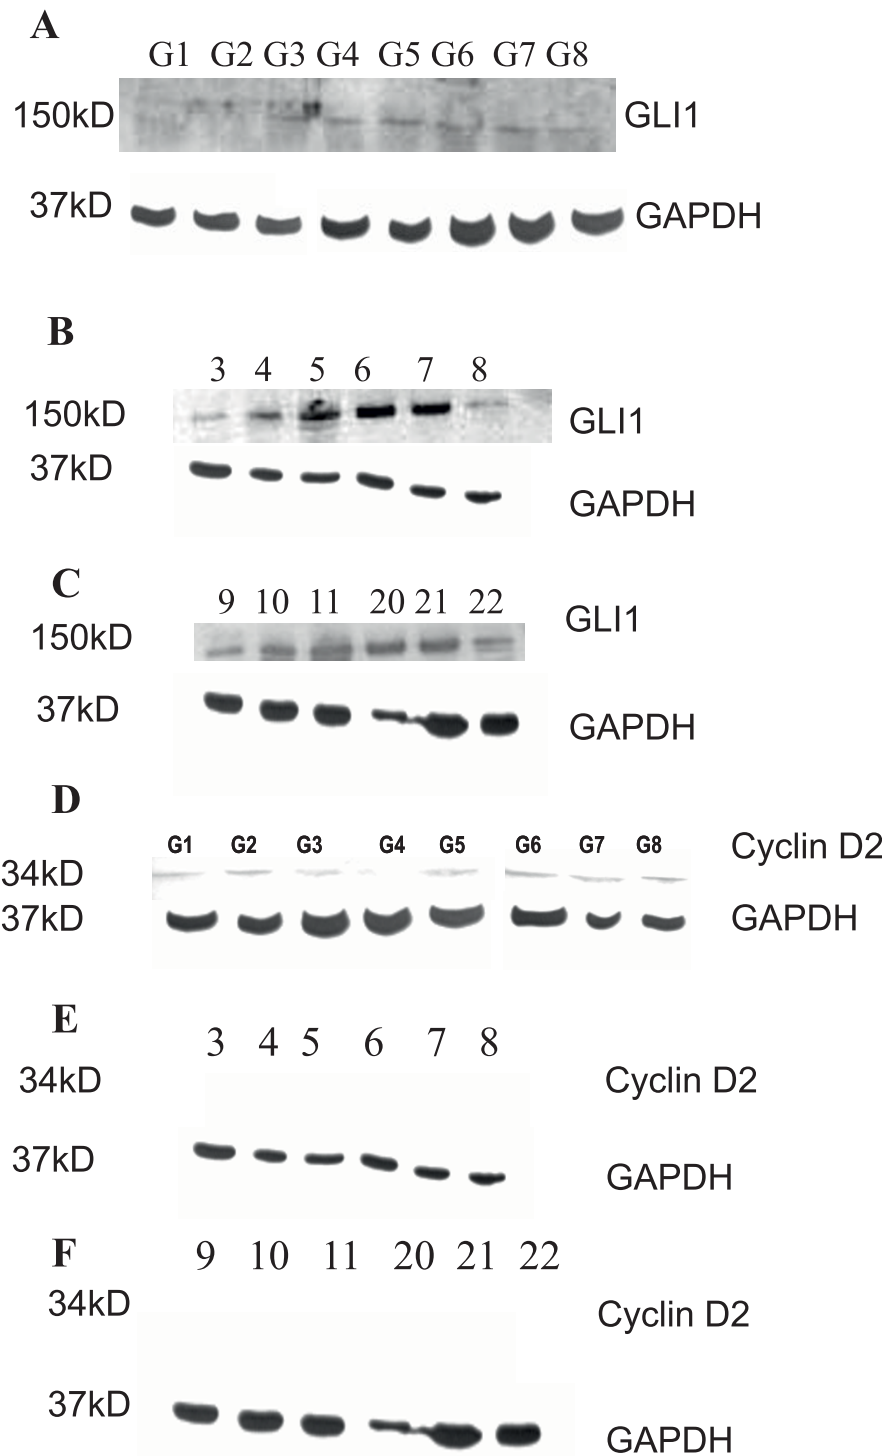 A
G1 G2 G3 G4 G5 G6 G7 G8
150kD GLI1
37kD GAPDH
B
3 4 5 6 7 8
150kD GLI1
37kD GAPDH
C
9 10 11 20 21 22
150kD GLI1
37kD GAPDH
D
G1 G2 G3 G4 G5 G6 G7 G8
34kD Cyclin D2
37kD GAPDH
E
3 4 5 6 7 8
34kD Cyclin D2
37kD GAPDH
F
9 10 11 20 21 22
34kD Cyclin D2
37kD GAPDH